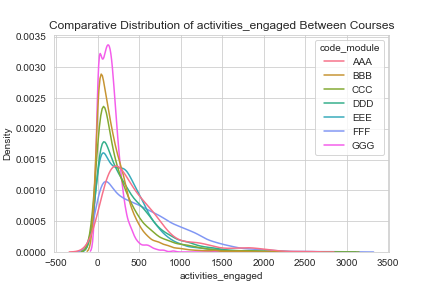 Comparative Distribution of activities_engaged Between Courses
0.0035
0.0030
0.0025
0.0020
0.0015
0.0010
0.0005
0.0000
Density
code_module
AAA
BBB
CCC
DDD
EEE
FFF
GGG
−500
0
500
1000
1500
2000
2500
3000
3500
activities_engaged